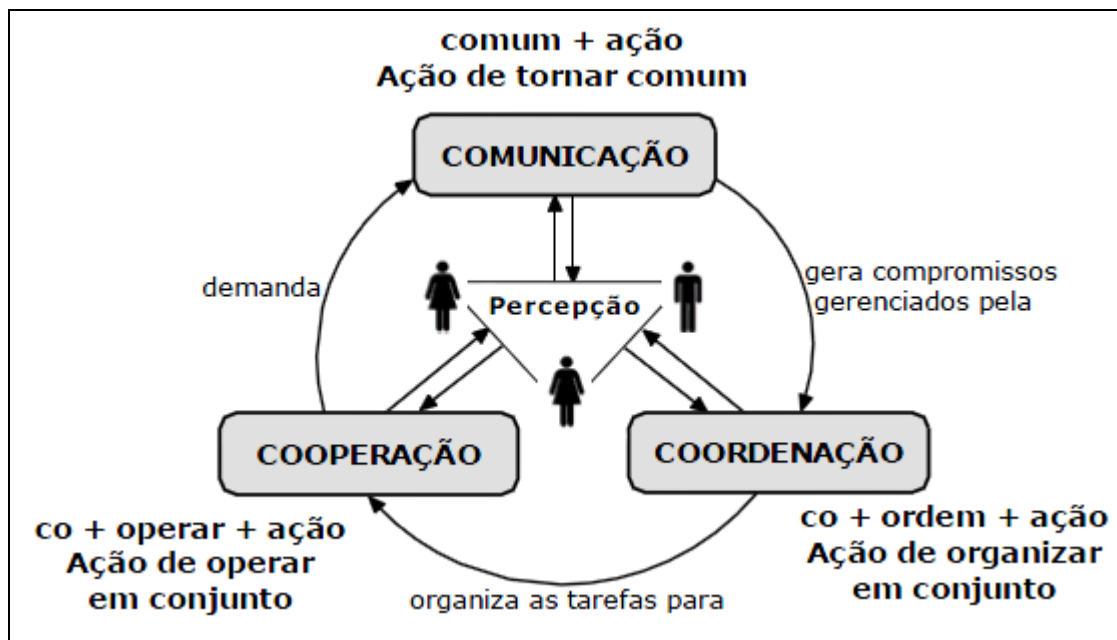 comum + ação
Ação de tornar comum
COMUNICAÇÃO
demanda
gera compromissos
gerenciados pela
Percepção
COOPERAÇÃO
COORDENAÇÃO
co + operar + ação
Ação de operar
em conjunto
co + ordem + ação
Ação de organizar
em conjunto
organiza as tarefas para